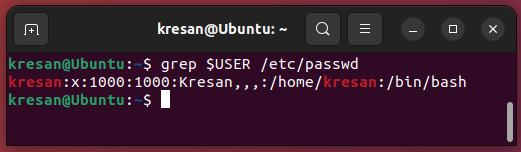 kresan@Ubuntu: ~
kresan@Ubuntu:~$ grep $USER /etc/passwd
kresan:x:1000:1000:Kresan,,,:/home/kresan:/bin/bash
kresan@Ubuntu:~$